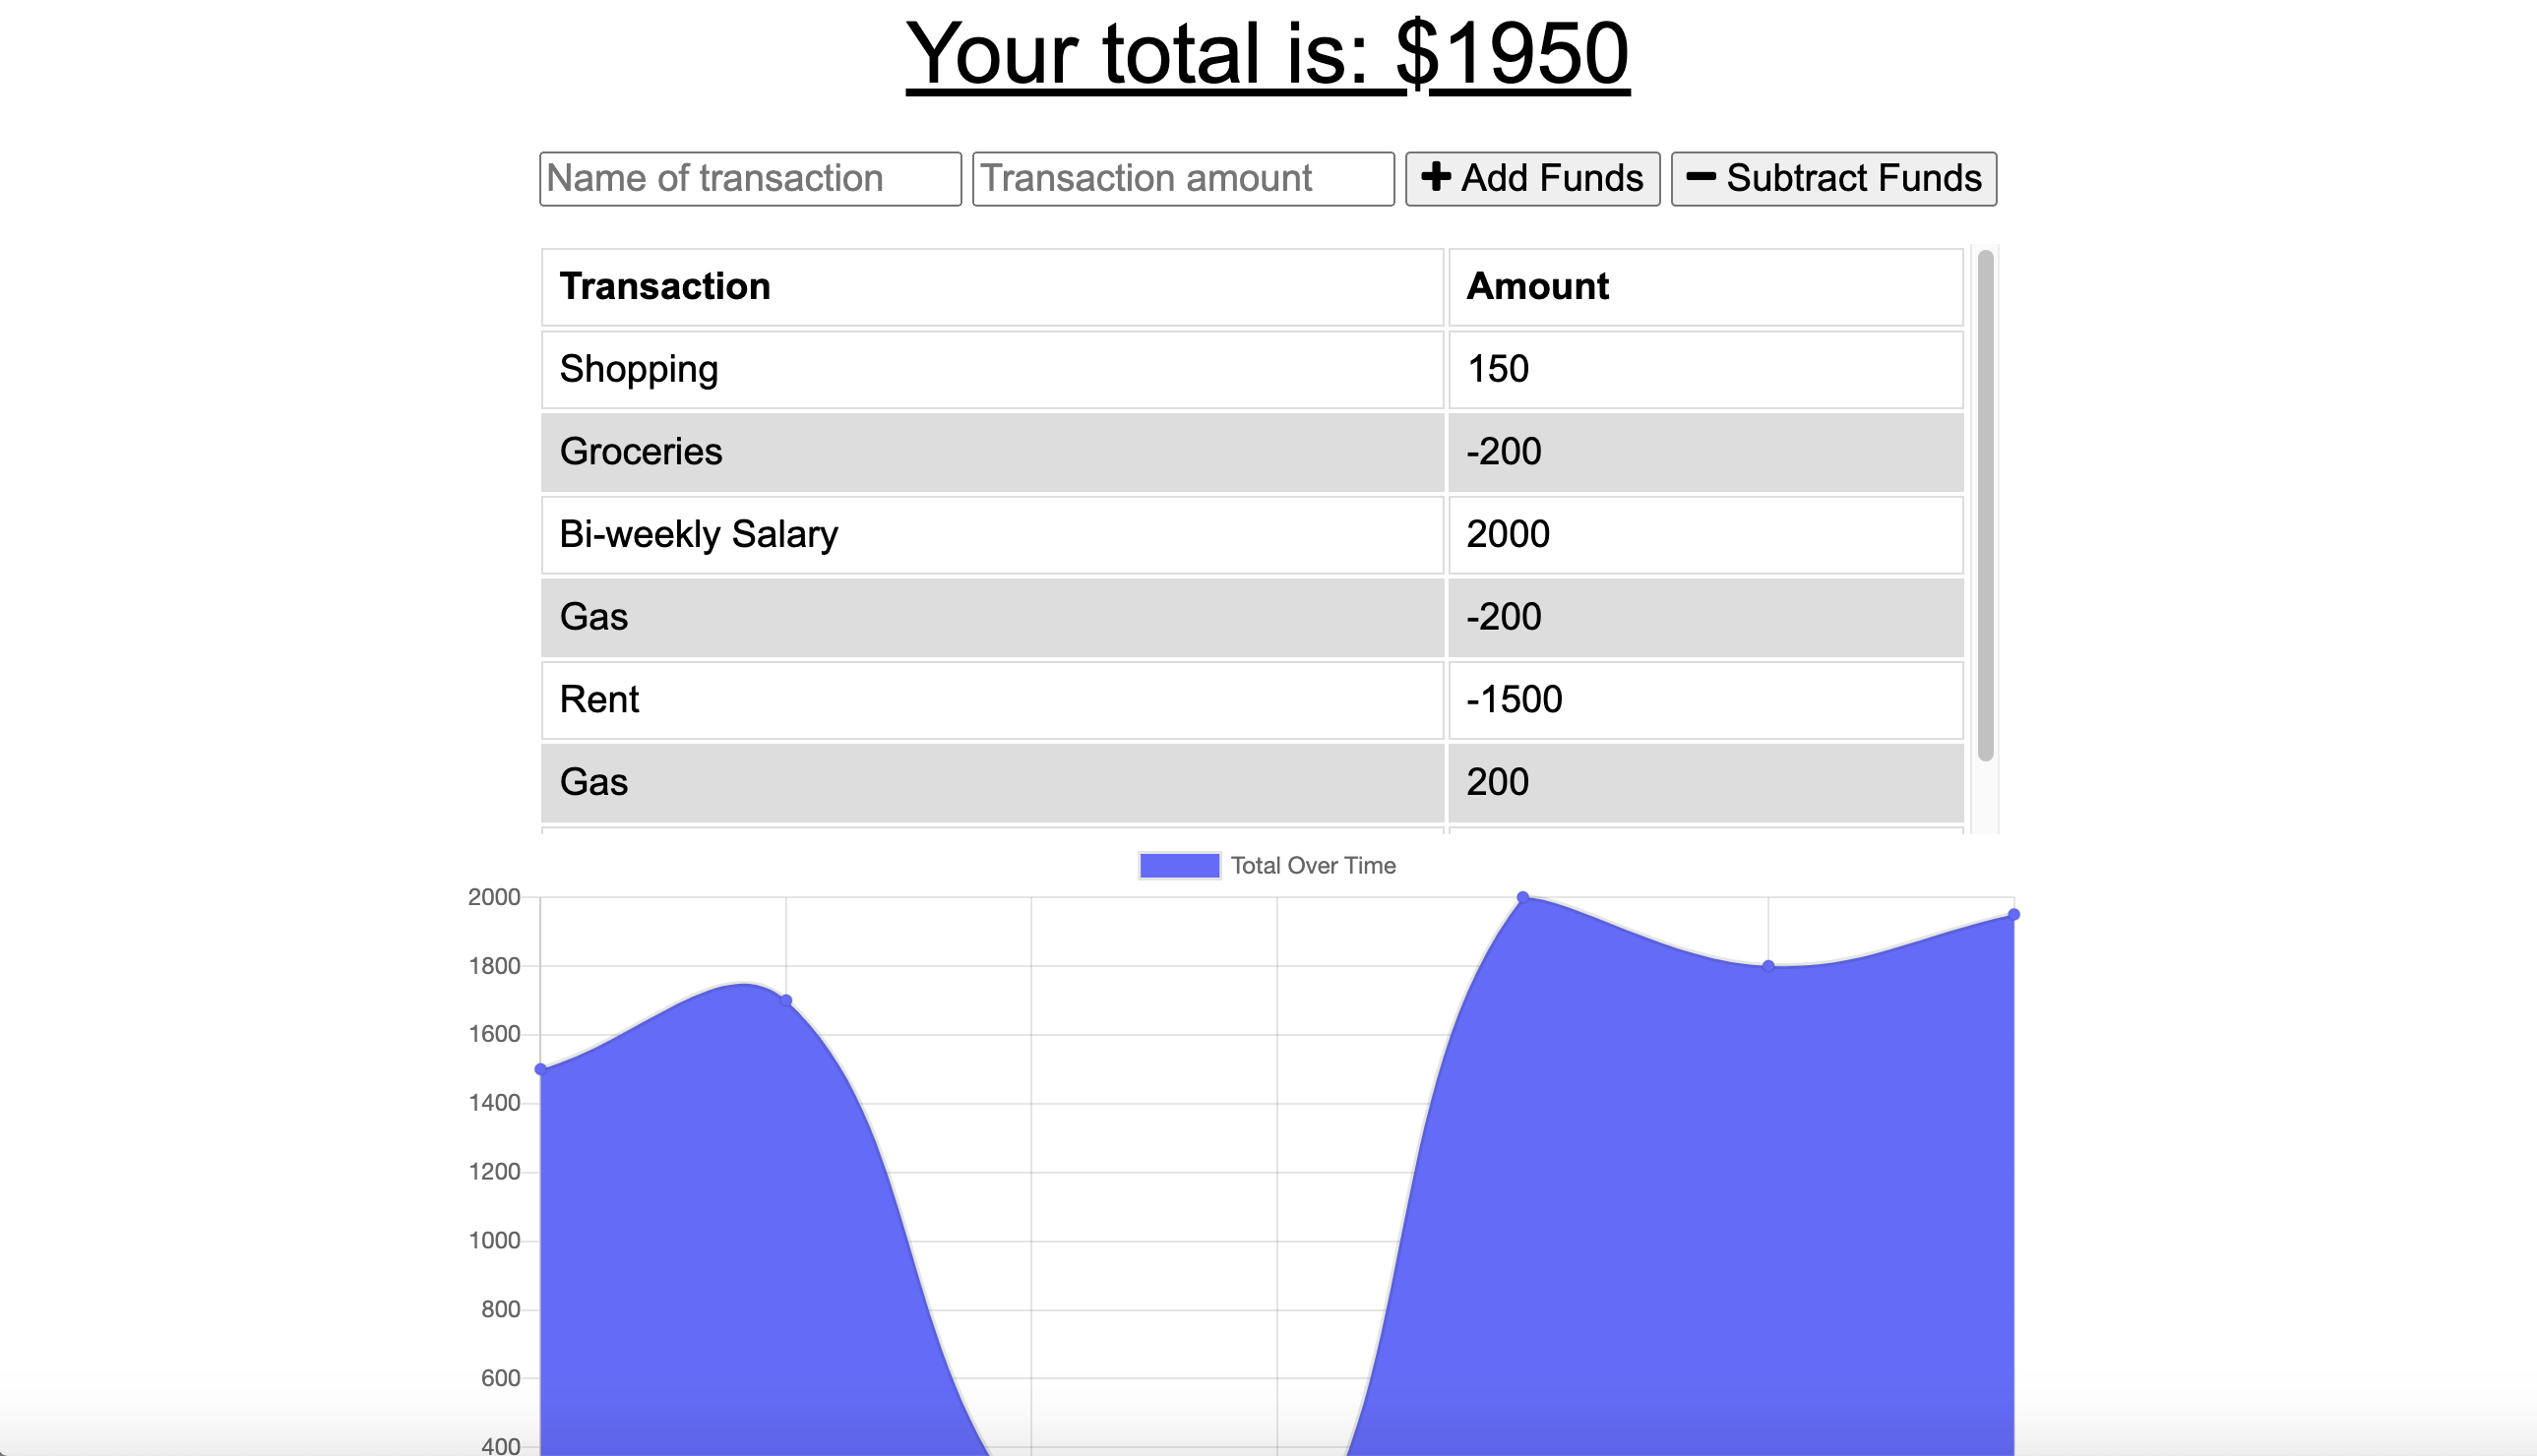 Your total is: $1950
Name of transaction Transaction amount + Add Funds − Subtract Funds
Transaction Amount
Shopping 150
Groceries -200
Bi-weekly Salary 2000
Gas -200
Rent -1500
Gas 200
Total Over Time
2000
1800
1600
1400
1200
1000
800
600
400